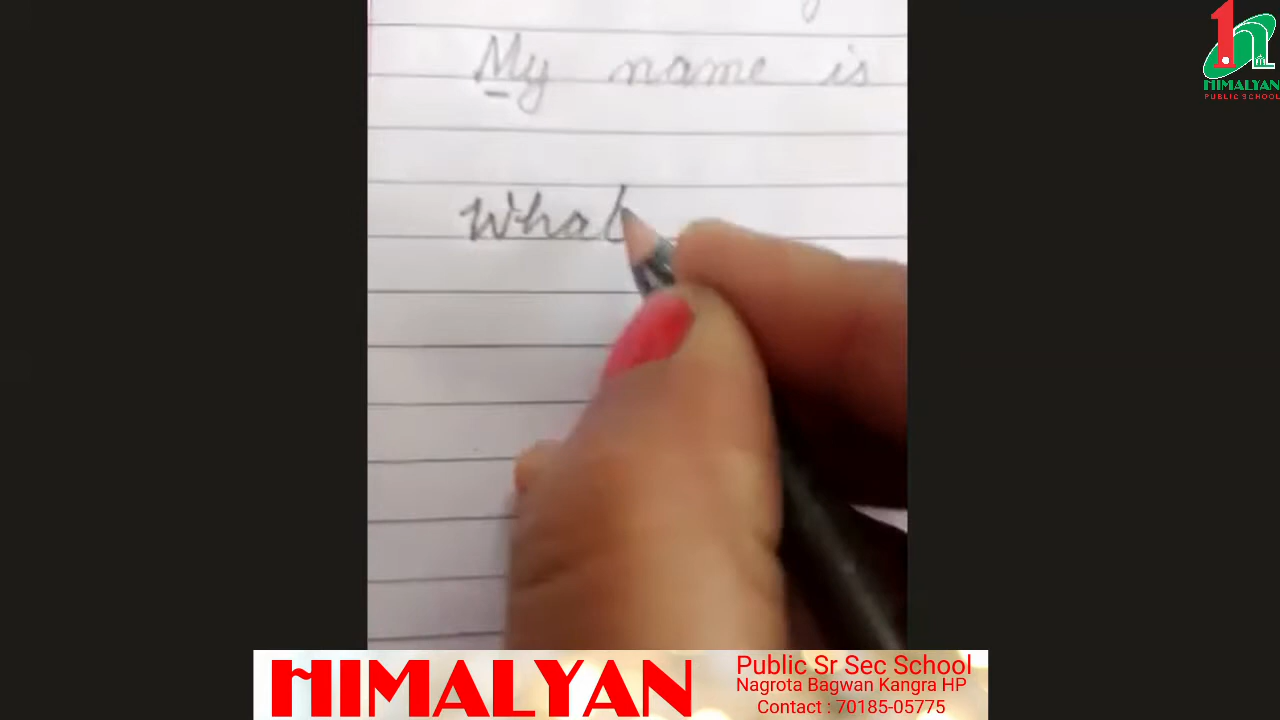 My name is
What
HIMALYAN
PUBLIC SCHOOL
HIMALYAN
Public Sr Sec School
Nagrota Bagwan Kangra HP
Contact : 70185-05775